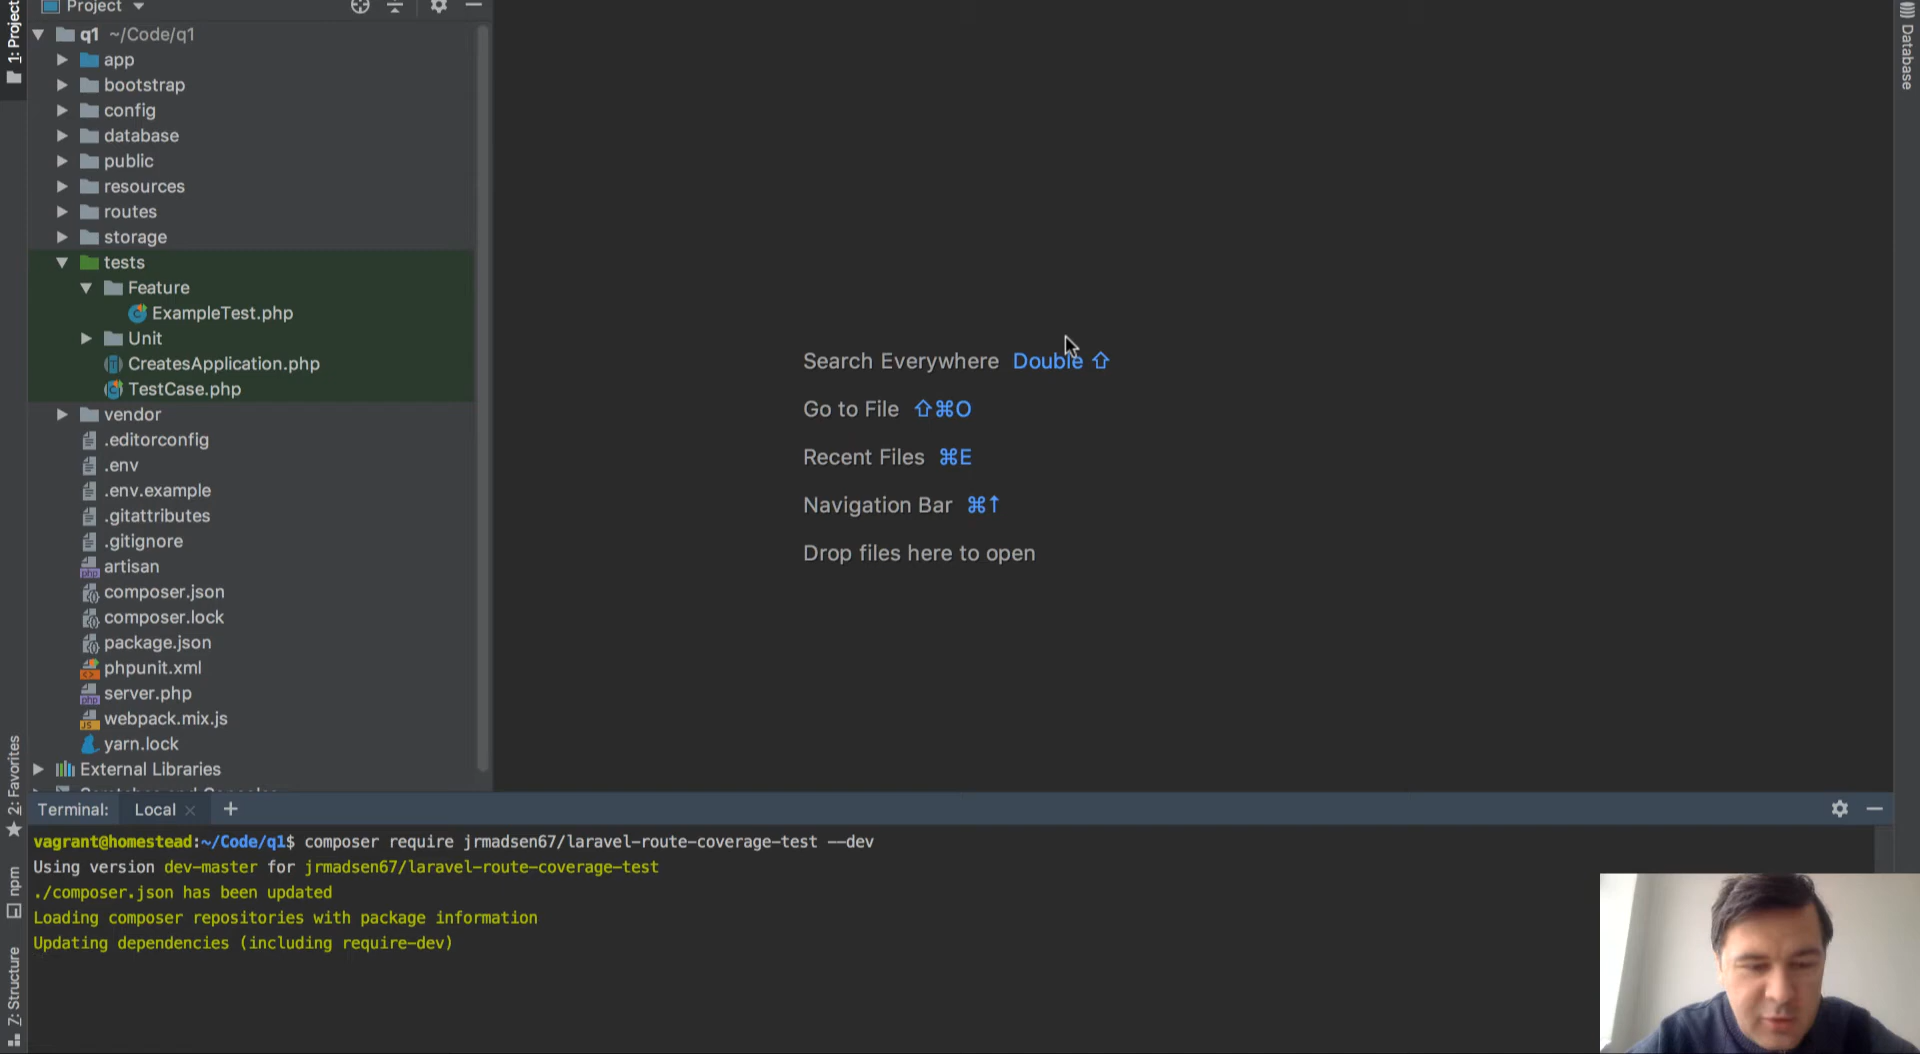 Project
q1 ~/Code/q1
app
bootstrap
config
database
public
resources
routes
storage
tests
Feature
ExampleTest.php
Unit
CreatesApplication.php
TestCase.php
vendor
.editorconfig
.env
.env.example
.gitattributes
.gitignore
artisan
composer.json
composer.lock
package.json
phpunit.xml
server.php
webpack.mix.js
yarn.lock
External Libraries
1: Project
2: Favorites
npm
Z: Structure
Database
Search Everywhere Double ⇧
Go to File ⇧⌘O
Recent Files ⌘E
Navigation Bar ⌘↑
Drop files here to open
Terminal: Local × +
vagrant@homestead:~/Code/q1$ composer require jrmadsen67/laravel-route-coverage-test --dev
Using version dev-master for jrmadsen67/laravel-route-coverage-test
./composer.json has been updated
Loading composer repositories with package information
Updating dependencies (including require-dev)